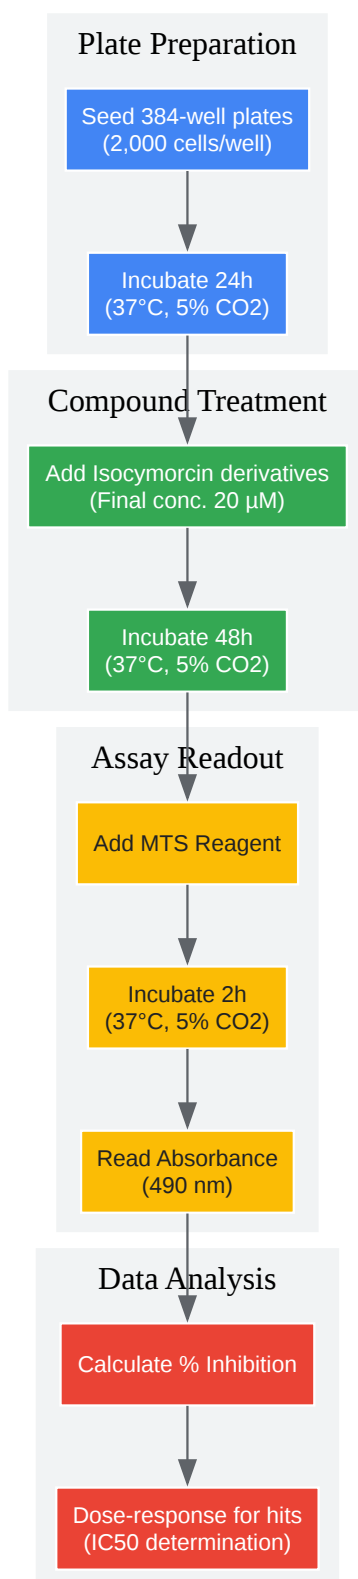 Plate Preparation
Seed 384-well plates
(2,000 cells/well)
Incubate 24h
(37°C, 5% CO2)
Compound Treatment
Add Isocymorcin derivatives
(Final conc. 20 µM)
Incubate 48h
(37°C, 5% CO2)
Assay Readout
Add MTS Reagent
Incubate 2h
(37°C, 5% CO2)
Read Absorbance
(490 nm)
Data Analysis
Calculate % Inhibition
Dose-response for hits
(IC50 determination)